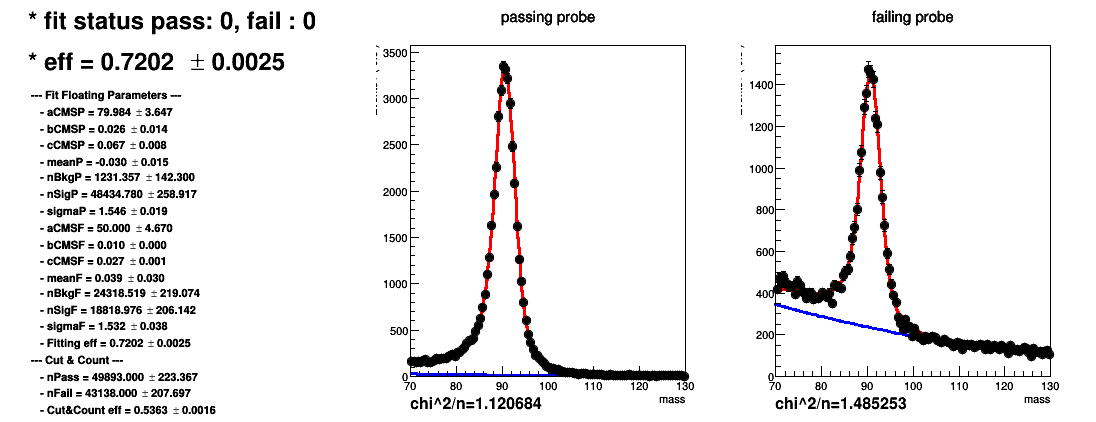 * fit status pass: 0, fail : 0
* eff = 0.7202 ± 0.0025
--- Fit Floating Parameters ---
- aCMSP = 79.984 ± 3.647
- bCMSP = 0.026 ± 0.014
- cCMSP = 0.067 ± 0.008
- meanP = -0.030 ± 0.015
- nBkgP = 1231.357 ± 142.300
- nSigP = 48434.780 ± 258.917
- sigmaP = 1.546 ± 0.019
- aCMSF = 50.000 ± 4.670
- bCMSF = 0.010 ± 0.000
- cCMSF = 0.027 ± 0.001
- meanF = 0.039 ± 0.030
- nBkgF = 24318.519 ± 219.074
- nSigF = 18818.976 ± 206.142
- sigmaF = 1.532 ± 0.038
- Fitting eff = 0.7202 ± 0.0025
--- Cut & Count ---
- nPass = 49893.000 ± 223.367
- nFail = 43138.000 ± 207.697
- Cut&Count eff = 0.5363 ± 0.0016
passing probe
3500
3000
2500
2000
1500
1000
500
0
70 80 90 100 110 120 130
mass
chi^2/n=1.120684
failing probe
1400
1200
1000
800
600
400
200
0
70 80 90 100 110 120 130
mass
chi^2/n=1.485253